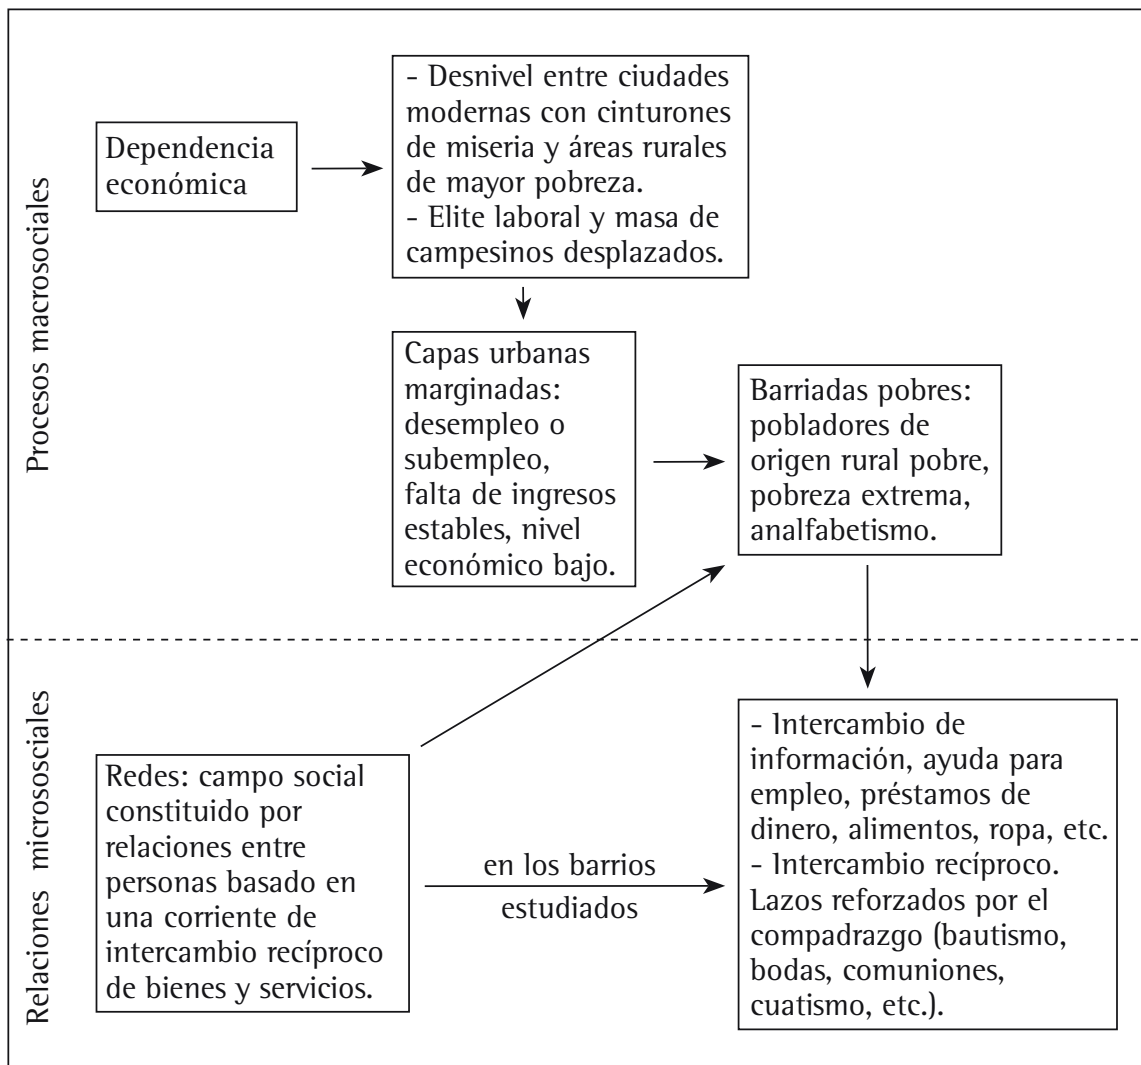 Procesos macrosociales
Dependencia
económica
- Desnivel entre ciudades
modernas con cinturones
de miseria y áreas rurales
de mayor pobreza.
- Elite laboral y masa de
campesinos desplazados.
Capas urbanas
marginadas:
desempleo o
subempleo,
falta de ingresos
estables, nivel
económico bajo.
Barriadas pobres:
pobladores de
origen rural pobre,
pobreza extrema,
analfabetismo.
Relaciones micrososciales
Redes: campo social
constituido por
relaciones entre
personas basado en
una corriente de
intercambio recíproco
de bienes y servicios.
en los barrios
estudiados
- Intercambio de
información, ayuda para
empleo, préstamos de
dinero, alimentos, ropa, etc.
- Intercambio recíproco.
Lazos reforzados por el
compadrazgo (bautismo,
bodas, comuniones,
cuatismo, etc.).